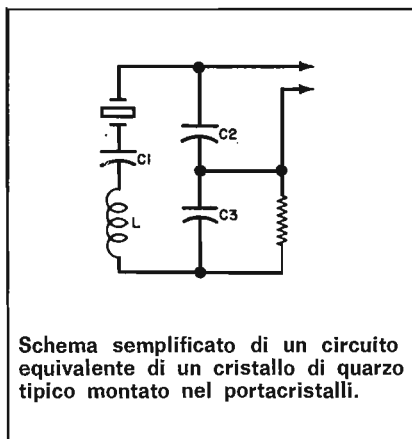 C2
C1
C3
L
Schema semplificato di un circuito
equivalente di un cristallo di quarzo
tipico montato nel portacristalli.